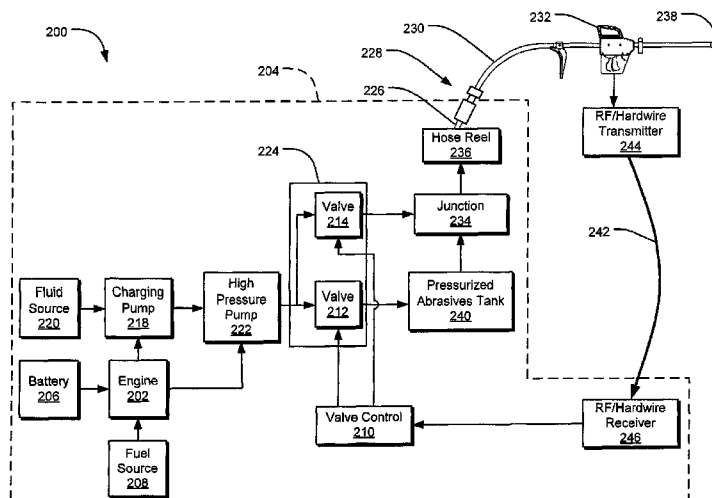 200
204
228
230
232
238
226
Hose Reel
236
RF/Hardwire
Transmitter
244
224
Valve
214
Junction
234
242
Fluid
Source
220
Charging
Pump
218
High
Pressure
Pump
222
Valve
212
Pressurized
Abrasives Tank
240
Battery
206
Engine
202
Valve Control
210
RF/Hardwire
Receiver
246
Fuel
Source
208